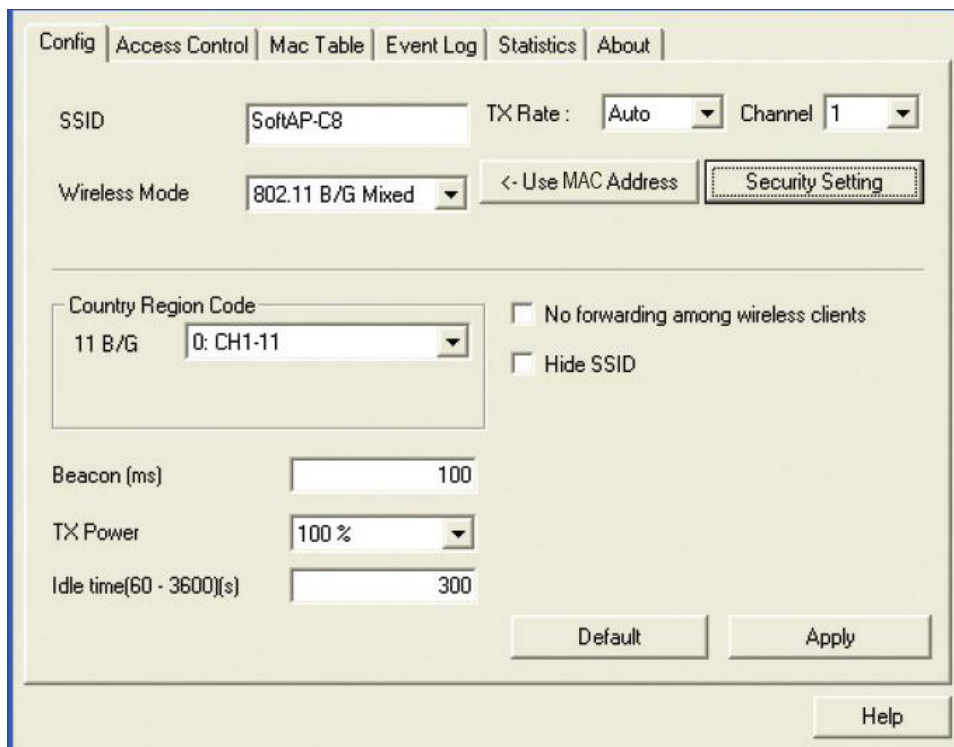 Config Access Control Mac Table Event Log Statistics About
SSID SoftAP-C8 TX Rate : Auto Channel 1
Wireless Mode 802.11 B/G Mixed <- Use MAC Address Security Setting
Country Region Code
11 B/G 0: CH1-11
No forwarding among wireless clients
Hide SSID
Beacon (ms) 100
TX Power 100 %
Idle time(60 - 3600)(s) 300
Default Apply
Help